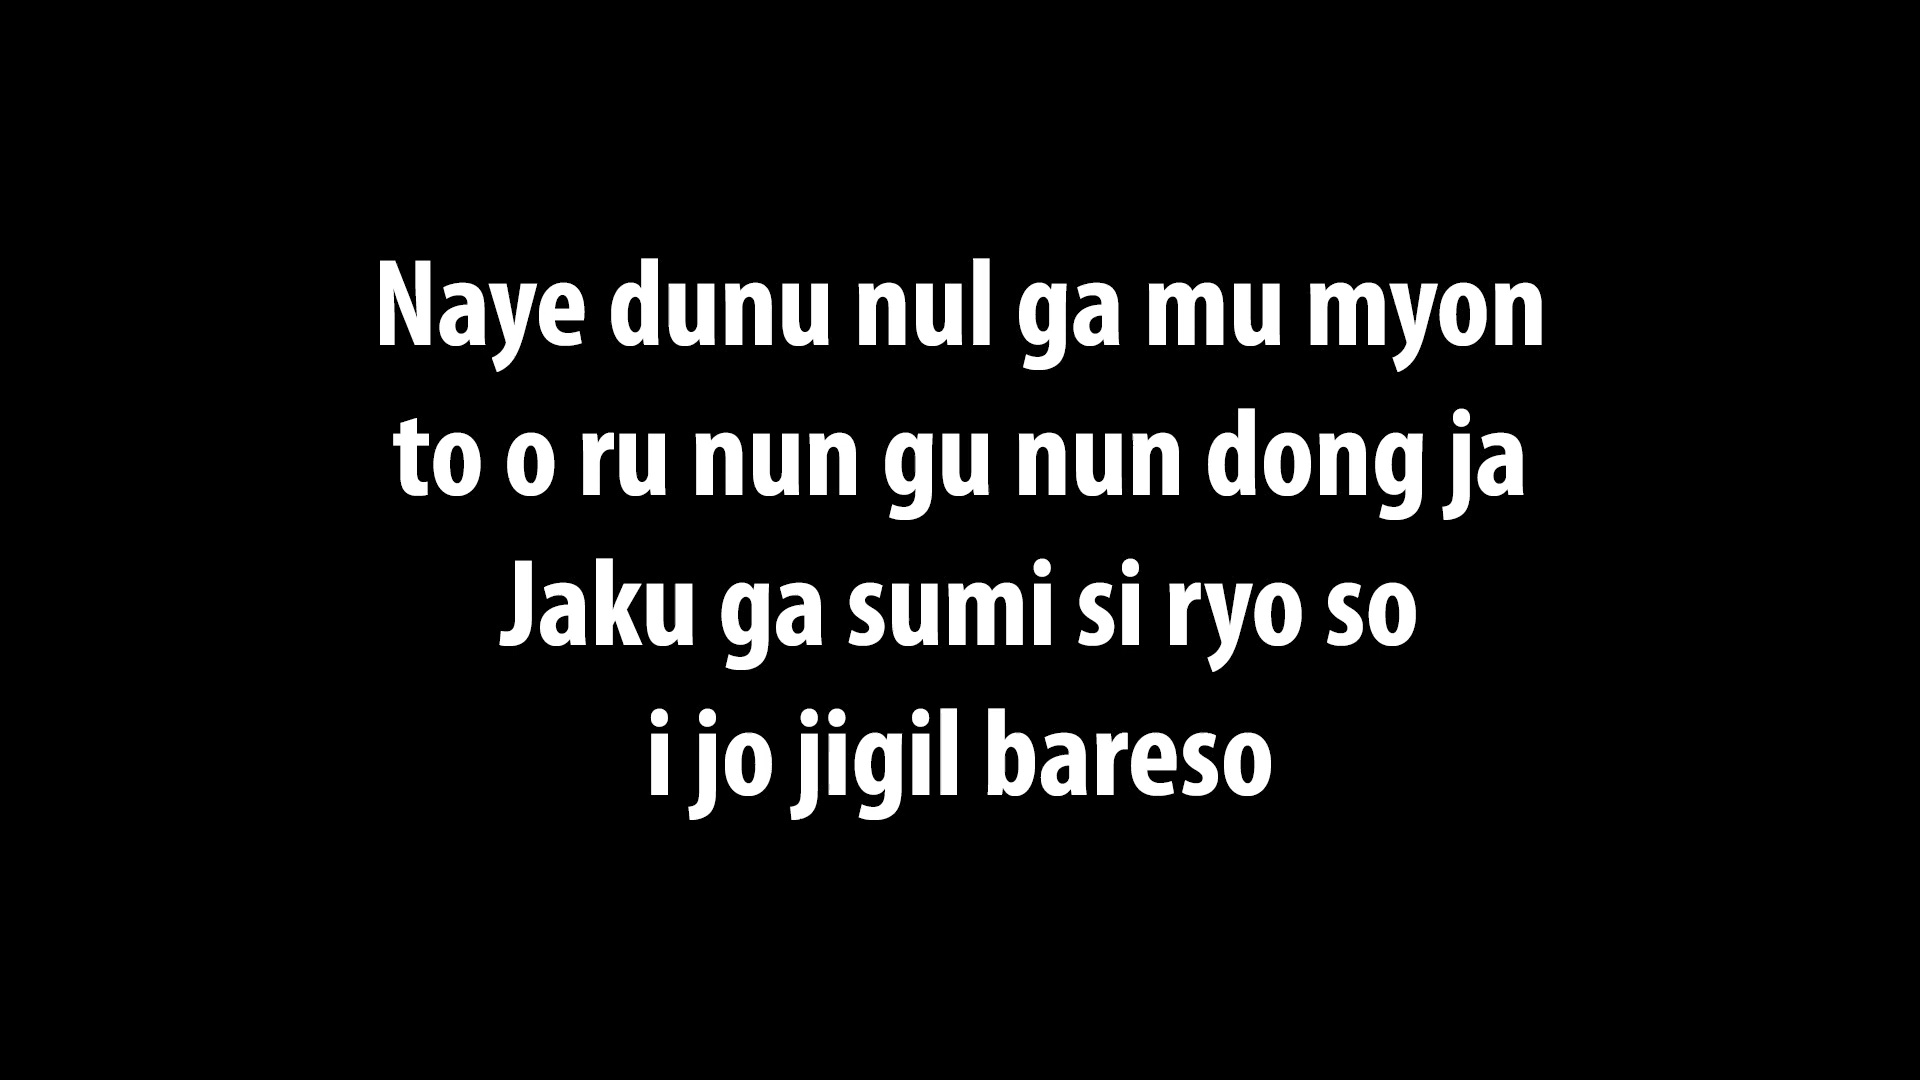 Naye dunu nul ga mu myon
to o ru nun gu nun dong ja
Jaku ga sumi si ryo so
i jo jigil bareso